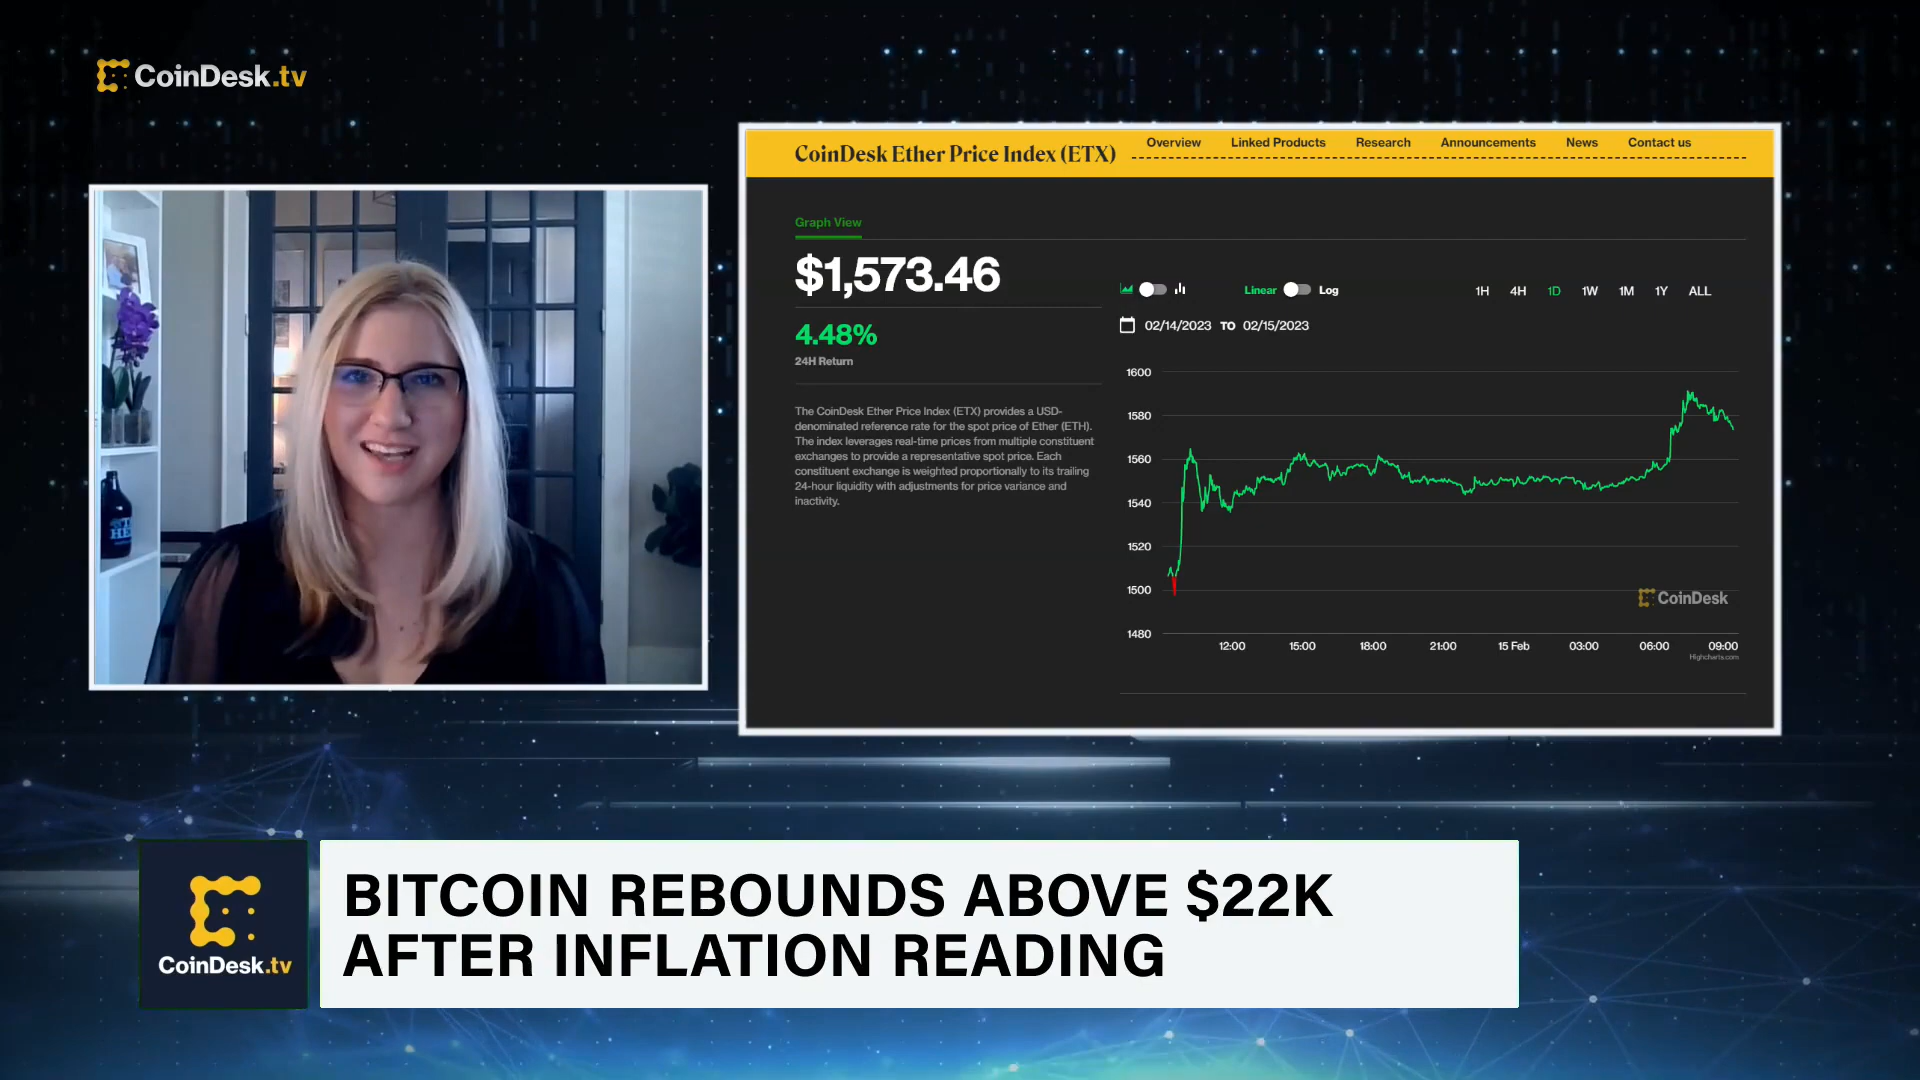 CoinDesk.tv
CoinDesk Ether Price Index (ETX)
Overview
Linked Products
Research
Announcements
News
Contact us
Graph View
$1,573.46
4.48%
24H Return
The CoinDesk Ether Price Index (ETX) provides a USD-
denominated reference rate for the spot price of Ether (ETH).
The index leverages real-time prices from multiple constituent
exchanges to provide a representative spot price. Each
constituent exchange is weighted proportionally to its trailing
24-hour liquidity with adjustments for price variance and
inactivity.
Linear
Log
1H
4H
1D
1W
1M
1Y
ALL
02/14/2023 TO 02/15/2023
1600
1580
1560
1540
1520
1500
1480
CoinDesk
12:00
15:00
18:00
21:00
15 Feb
03:00
06:00
09:00
Highcharts.com
BITCOIN REBOUNDS ABOVE $22K
AFTER INFLATION READING
CoinDesk.tv